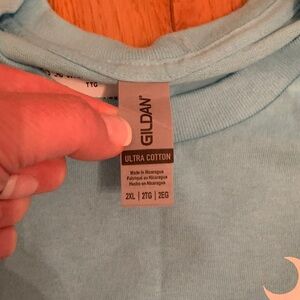 GILDAN
ULTRA COTTON
Made in Nicaragua
Fabriqué au Nicaragua
Hecho en Nicaragua
2XL | 2TG | 2EG